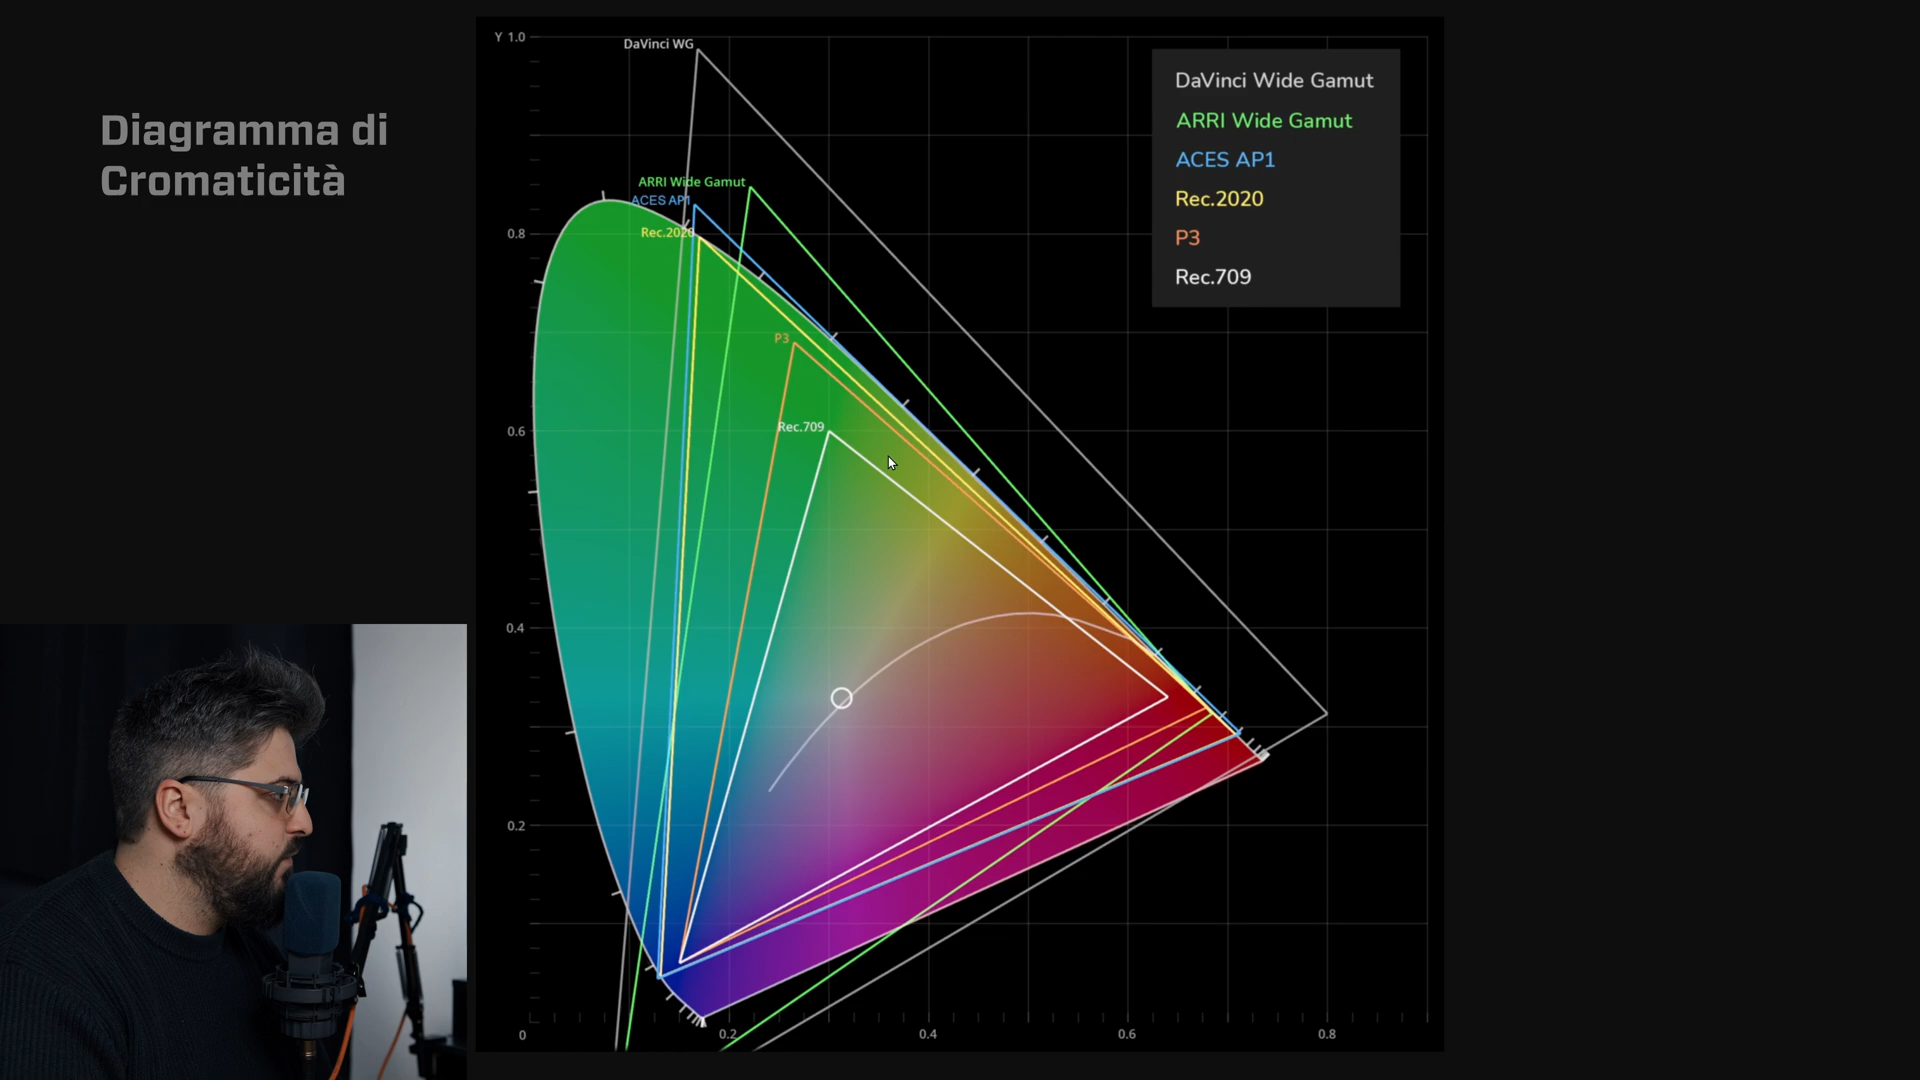 Diagramma di
Cromaticità
Y 1.0
DaVinci WG
ARRI Wide Gamut
ACES AP1
Rec.2020
0.8
P3
Rec.709
0.6
0.4
0.2
0
0.2
0.4
0.6
0.8
DaVinci Wide Gamut
ARRI Wide Gamut
ACES AP1
Rec.2020
P3
Rec.709